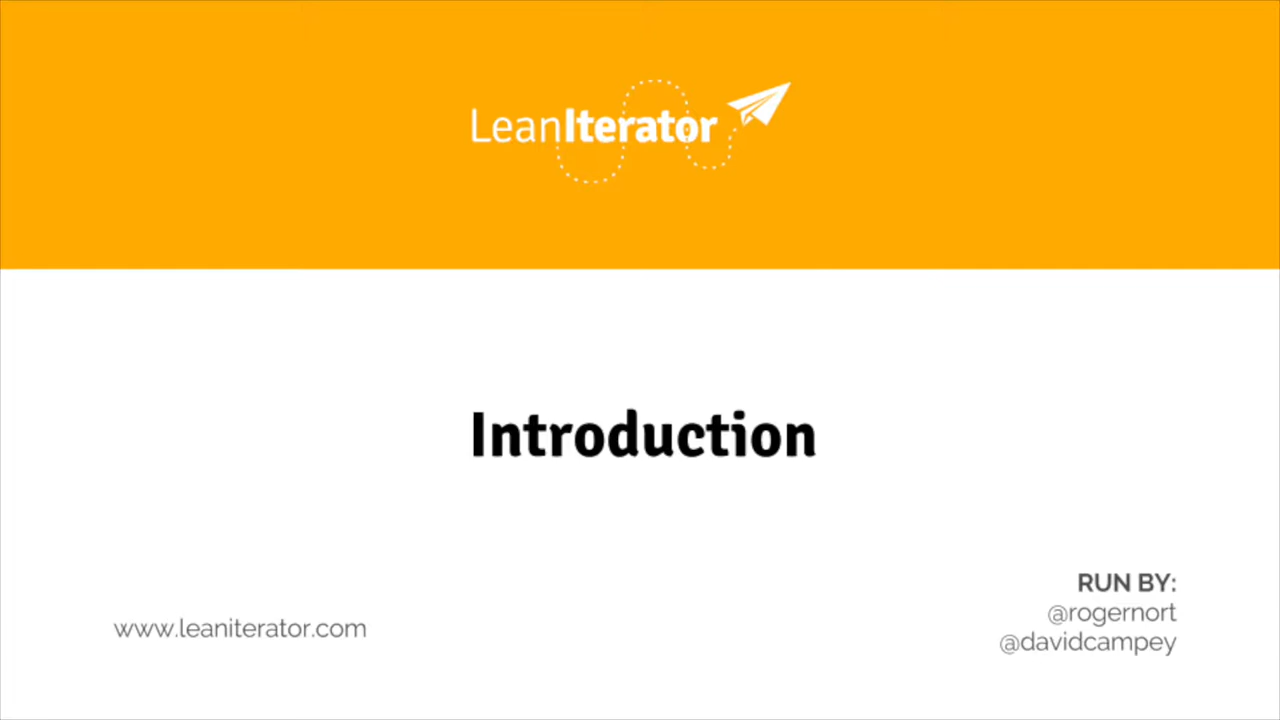 LeanIterator
Introduction
www.leaniterator.com
RUN BY:
@rogernort
@davidcampey